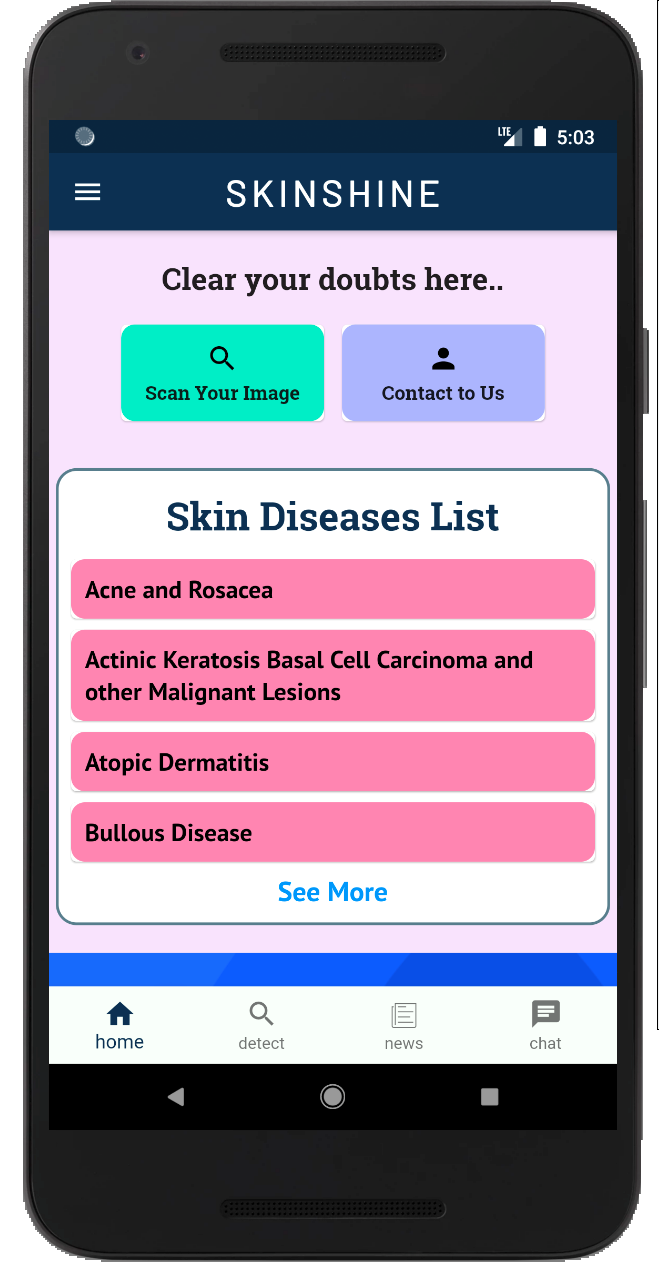 LTE 5:03
SKINSHINE
Clear your doubts here..
Scan Your Image
Contact to Us
Skin Diseases List
Acne and Rosacea
Actinic Keratosis Basal Cell Carcinoma and
other Malignant Lesions
Atopic Dermatitis
Bullous Disease
See More
home
detect
news
chat